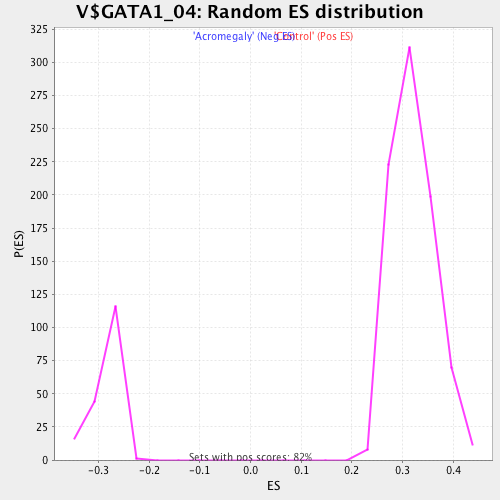 V$GATA1_04: Random ES distribution
'Acromegaly' (Neg ES) 'Control' (Pos ES)
325
300
275
250
225
200
175
150
125
100
75
50
25
0
P(ES)
Sets with pos scores: 82%
-0.3 -0.2 -0.1 0.0 0.1 0.2 0.3 0.4
ES